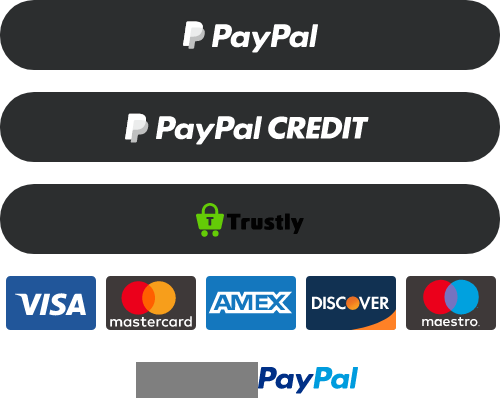 PayPal
PayPal CREDIT
T Trustly
VISA mastercard AMEX DISCOVER maestro
PayPal